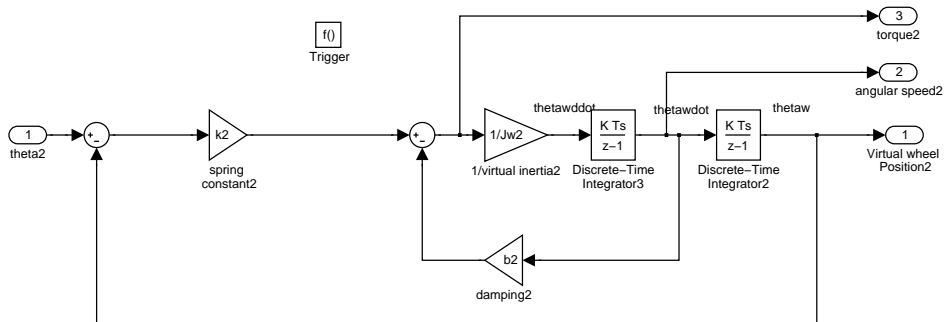 3
torque2
f()
Trigger
2
angular speed2
thetawddot
thetawdot
thetaw
1
theta2
+
−
k2
spring
constant2
+
−
1/Jw2
1/virtual inertia2
K Ts
z−1
Discrete−Time
Integrator3
K Ts
z−1
Discrete−Time
Integrator2
1
Virtual wheel
Position2
b2
damping2